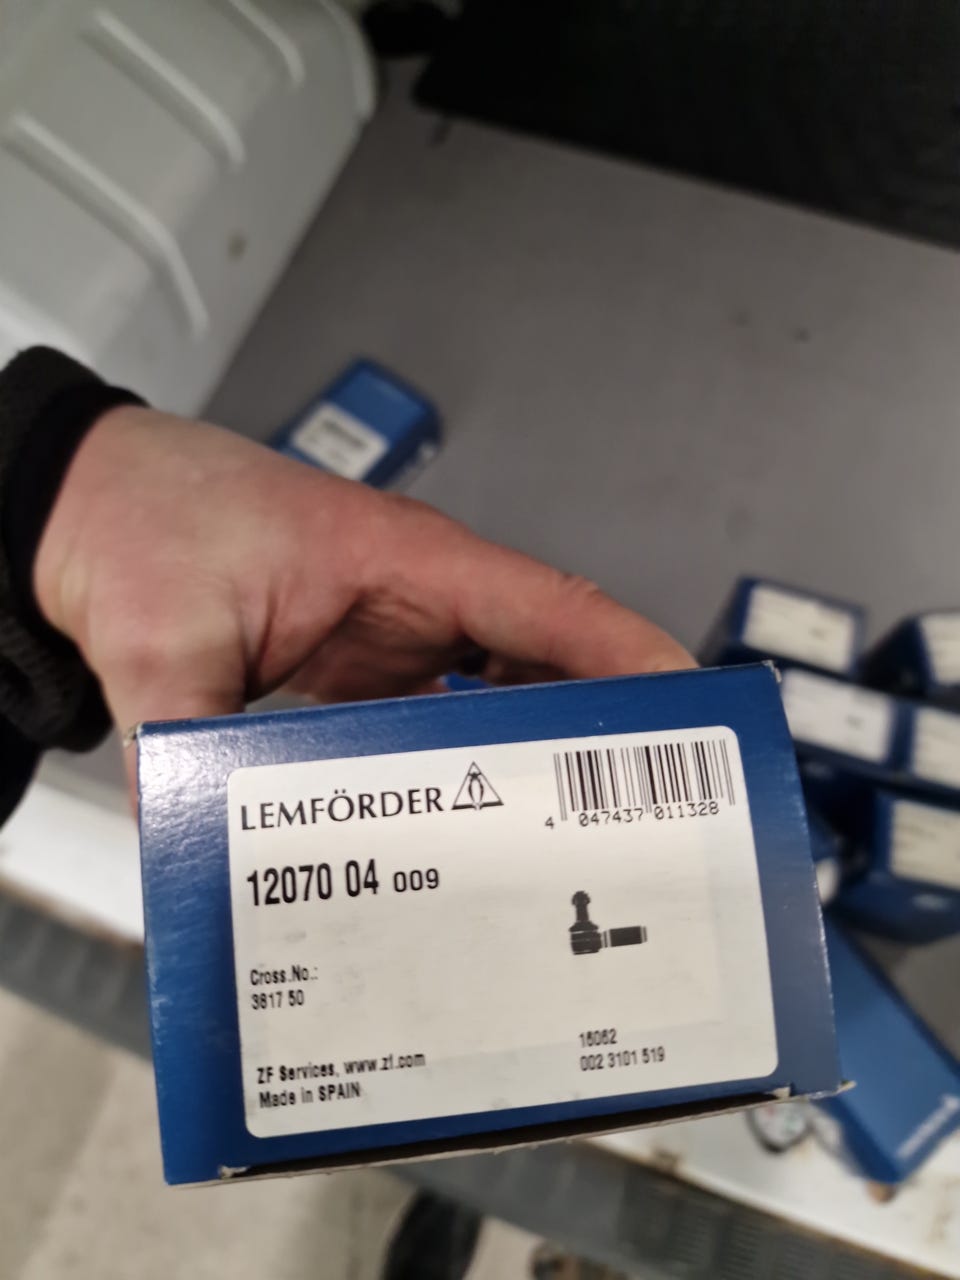 LEMFÖRDER
4 047437 011328
12070 04 009
Cross.No.:
3617 50
ZF Services, www.zf.com
Made in SPAIN
16062
002 3101 519